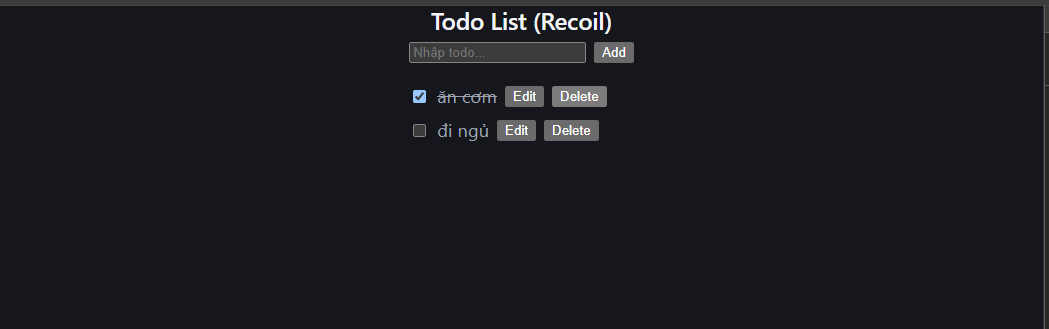 Todo List (Recoil)
Nhập todo... Add
ăn cơm Edit Delete
đi ngủ Edit Delete